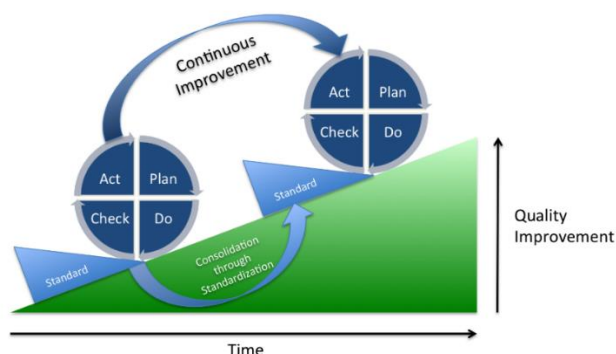 Continuous
Improvement
Act
Plan
Check
Do
Act
Plan
Check
Do
Standard
Standard
Consolidation
through
Standardization
Quality
Improvement
Time